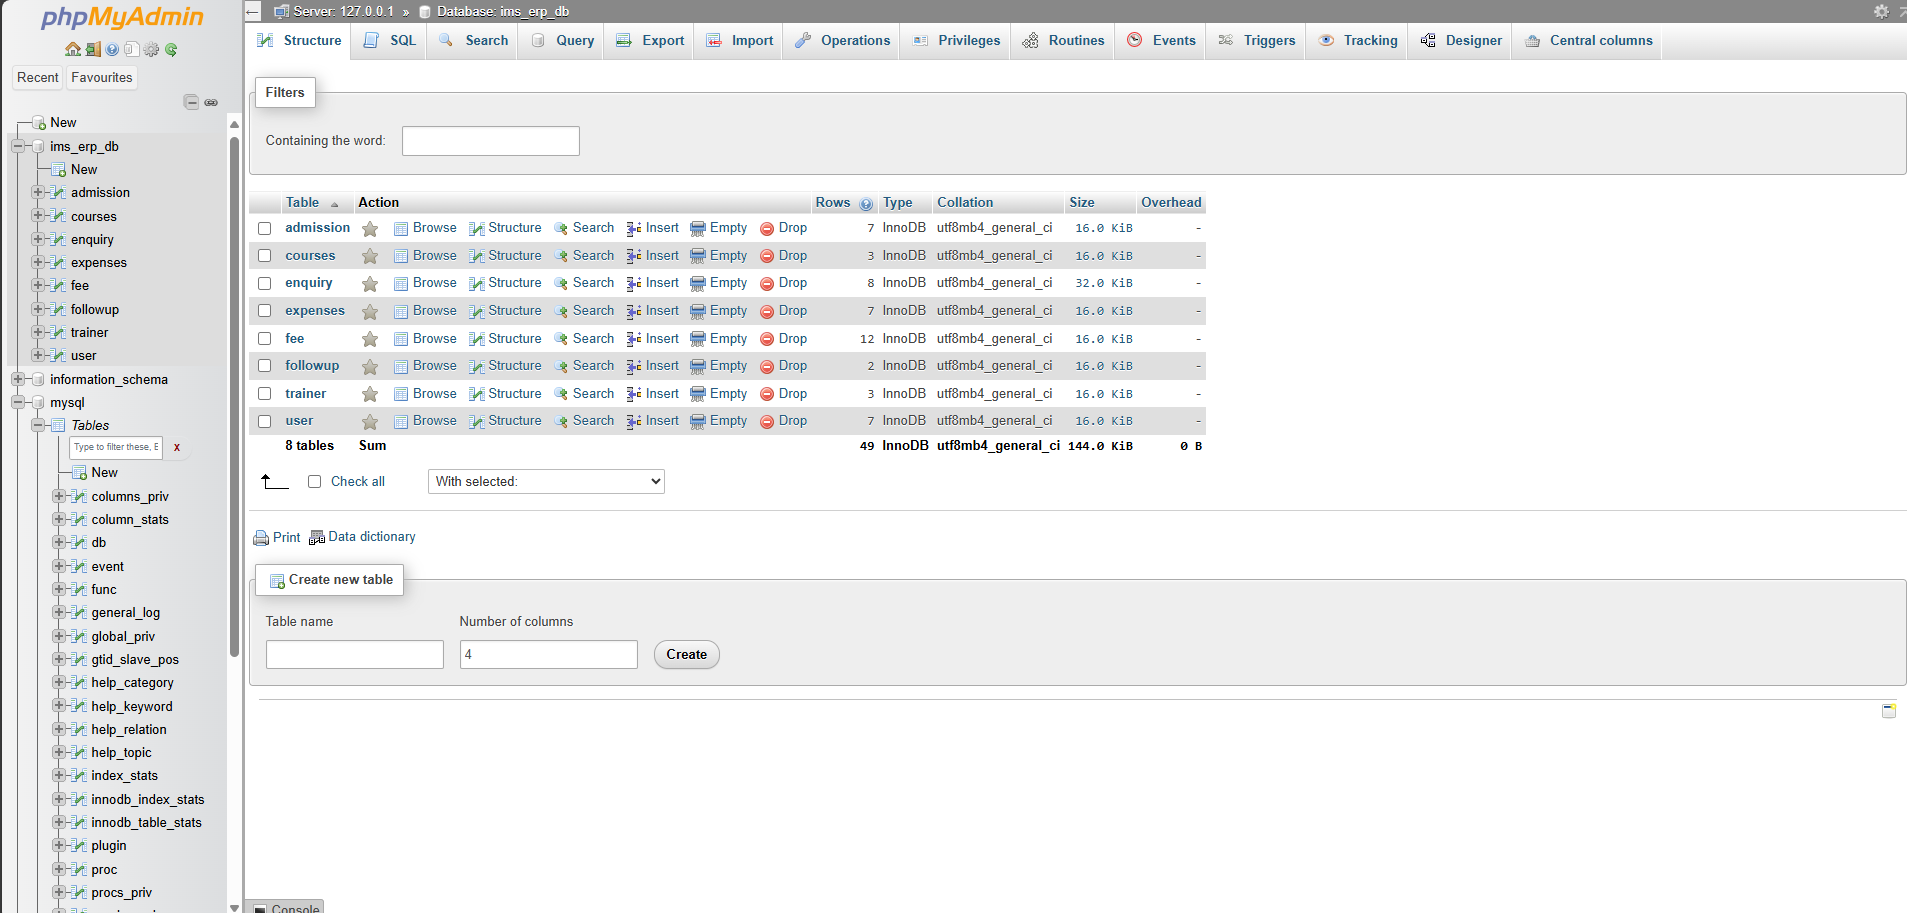 phpMyAdmin
Recent Favourites
New
ims_erp_db
New
admission
courses
enquiry
expenses
fee
followup
trainer
user
information_schema
mysql
Tables
Type to filter these, E x
New
columns_priv
column_stats
db
event
func
general_log
global_priv
gtid_slave_pos
help_category
help_keyword
help_relation
help_topic
index_stats
innodb_index_stats
innodb_table_stats
plugin
proc
procs_priv
Server: 127.0.0.1 » Database: ims_erp_db
Structure SQL Search Query Export Import Operations Privileges Routines Events Triggers Tracking Designer Central columns
Filters
Containing the word:
Table Action Rows Type Collation Size Overhead
admission Browse Structure Search Insert Empty Drop 7 InnoDB utf8mb4_general_ci 16.0 KiB -
courses Browse Structure Search Insert Empty Drop 3 InnoDB utf8mb4_general_ci 16.0 KiB -
enquiry Browse Structure Search Insert Empty Drop 8 InnoDB utf8mb4_general_ci 32.0 KiB -
expenses Browse Structure Search Insert Empty Drop 7 InnoDB utf8mb4_general_ci 16.0 KiB -
fee Browse Structure Search Insert Empty Drop 12 InnoDB utf8mb4_general_ci 16.0 KiB -
followup Browse Structure Search Insert Empty Drop 2 InnoDB utf8mb4_general_ci 16.0 KiB -
trainer Browse Structure Search Insert Empty Drop 3 InnoDB utf8mb4_general_ci 16.0 KiB -
user Browse Structure Search Insert Empty Drop 7 InnoDB utf8mb4_general_ci 16.0 KiB -
8 tables Sum 49 InnoDB utf8mb4_general_ci 144.0 KiB 0 B
Check all With selected:
Print Data dictionary
Create new table
Table name Number of columns
4 Create
Console